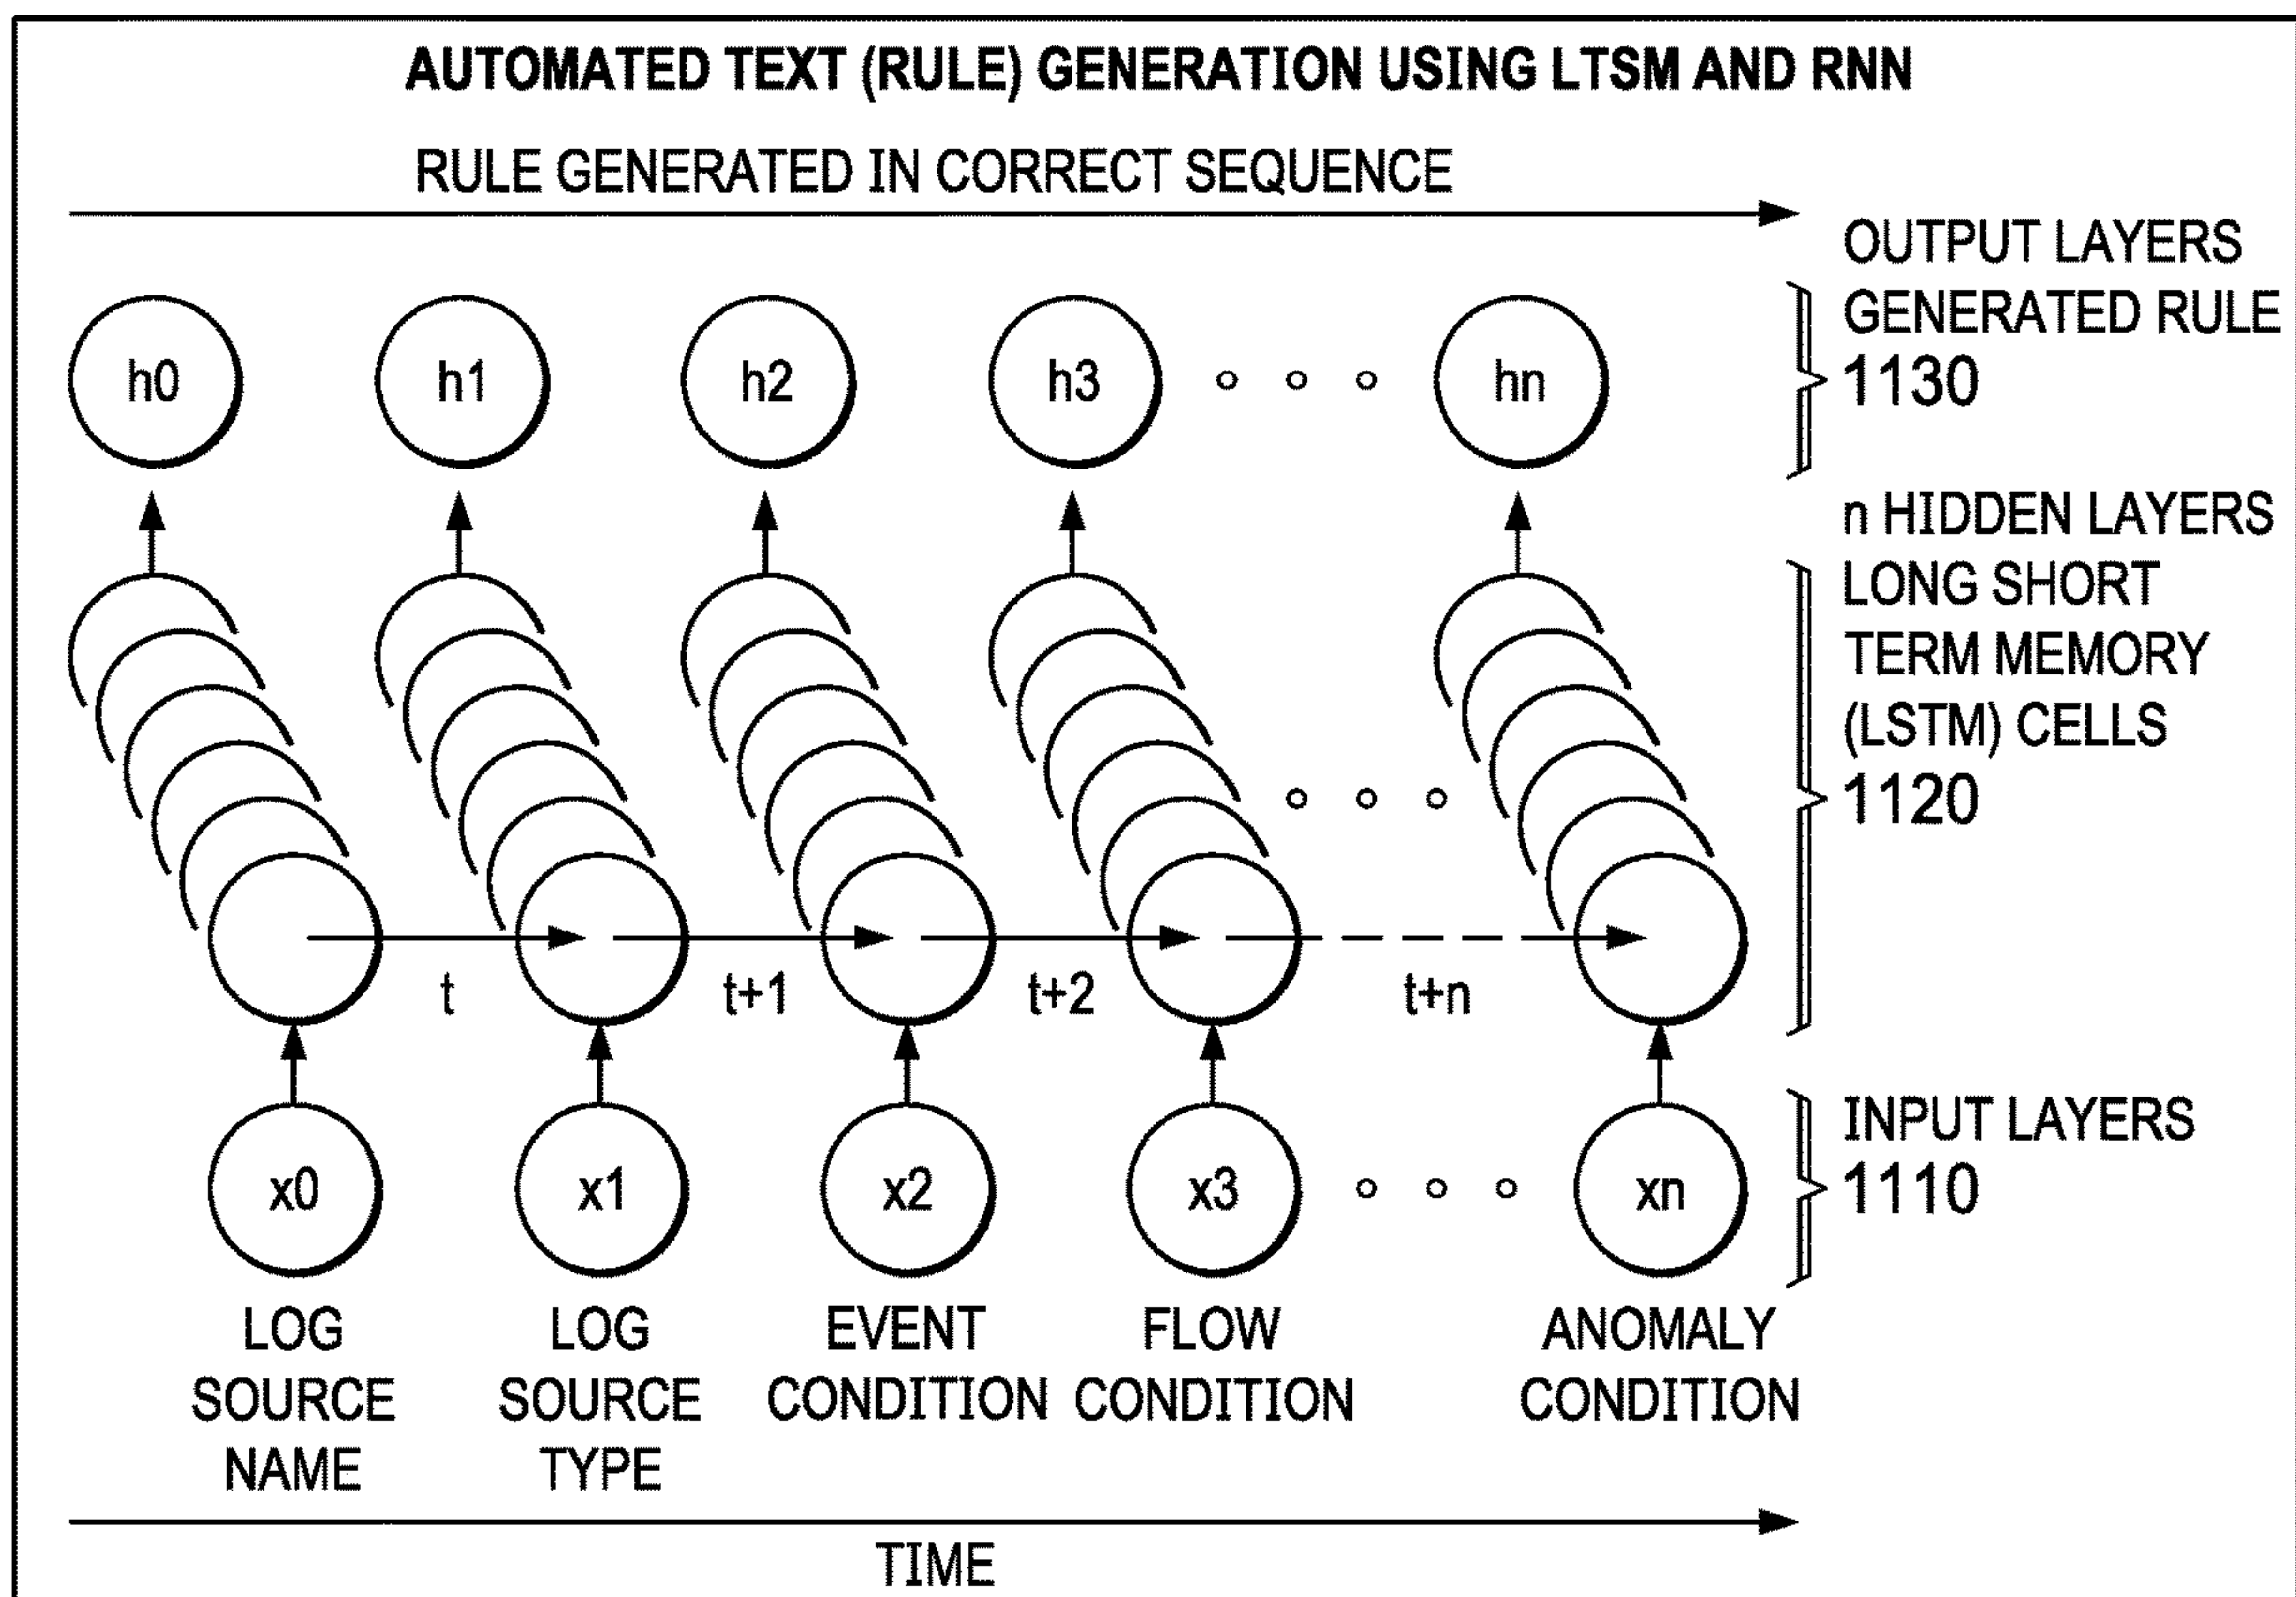 AUTOMATED TEXT (RULE) GENERATION USING LTSM AND RNN
RULE GENERATED IN CORRECT SEQUENCE
OUTPUT LAYERS
GENERATED RULE
1130
h0 h1 h2 h3 hn
n HIDDEN LAYERS
LONG SHORT
TERM MEMORY
(LSTM) CELLS
1120
t t+1 t+2 t+n
INPUT LAYERS
1110
x0 x1 x2 x3 xn
LOG
SOURCE
NAME
LOG
SOURCE
TYPE
EVENT
CONDITION
FLOW
CONDITION
ANOMALY
CONDITION
TIME